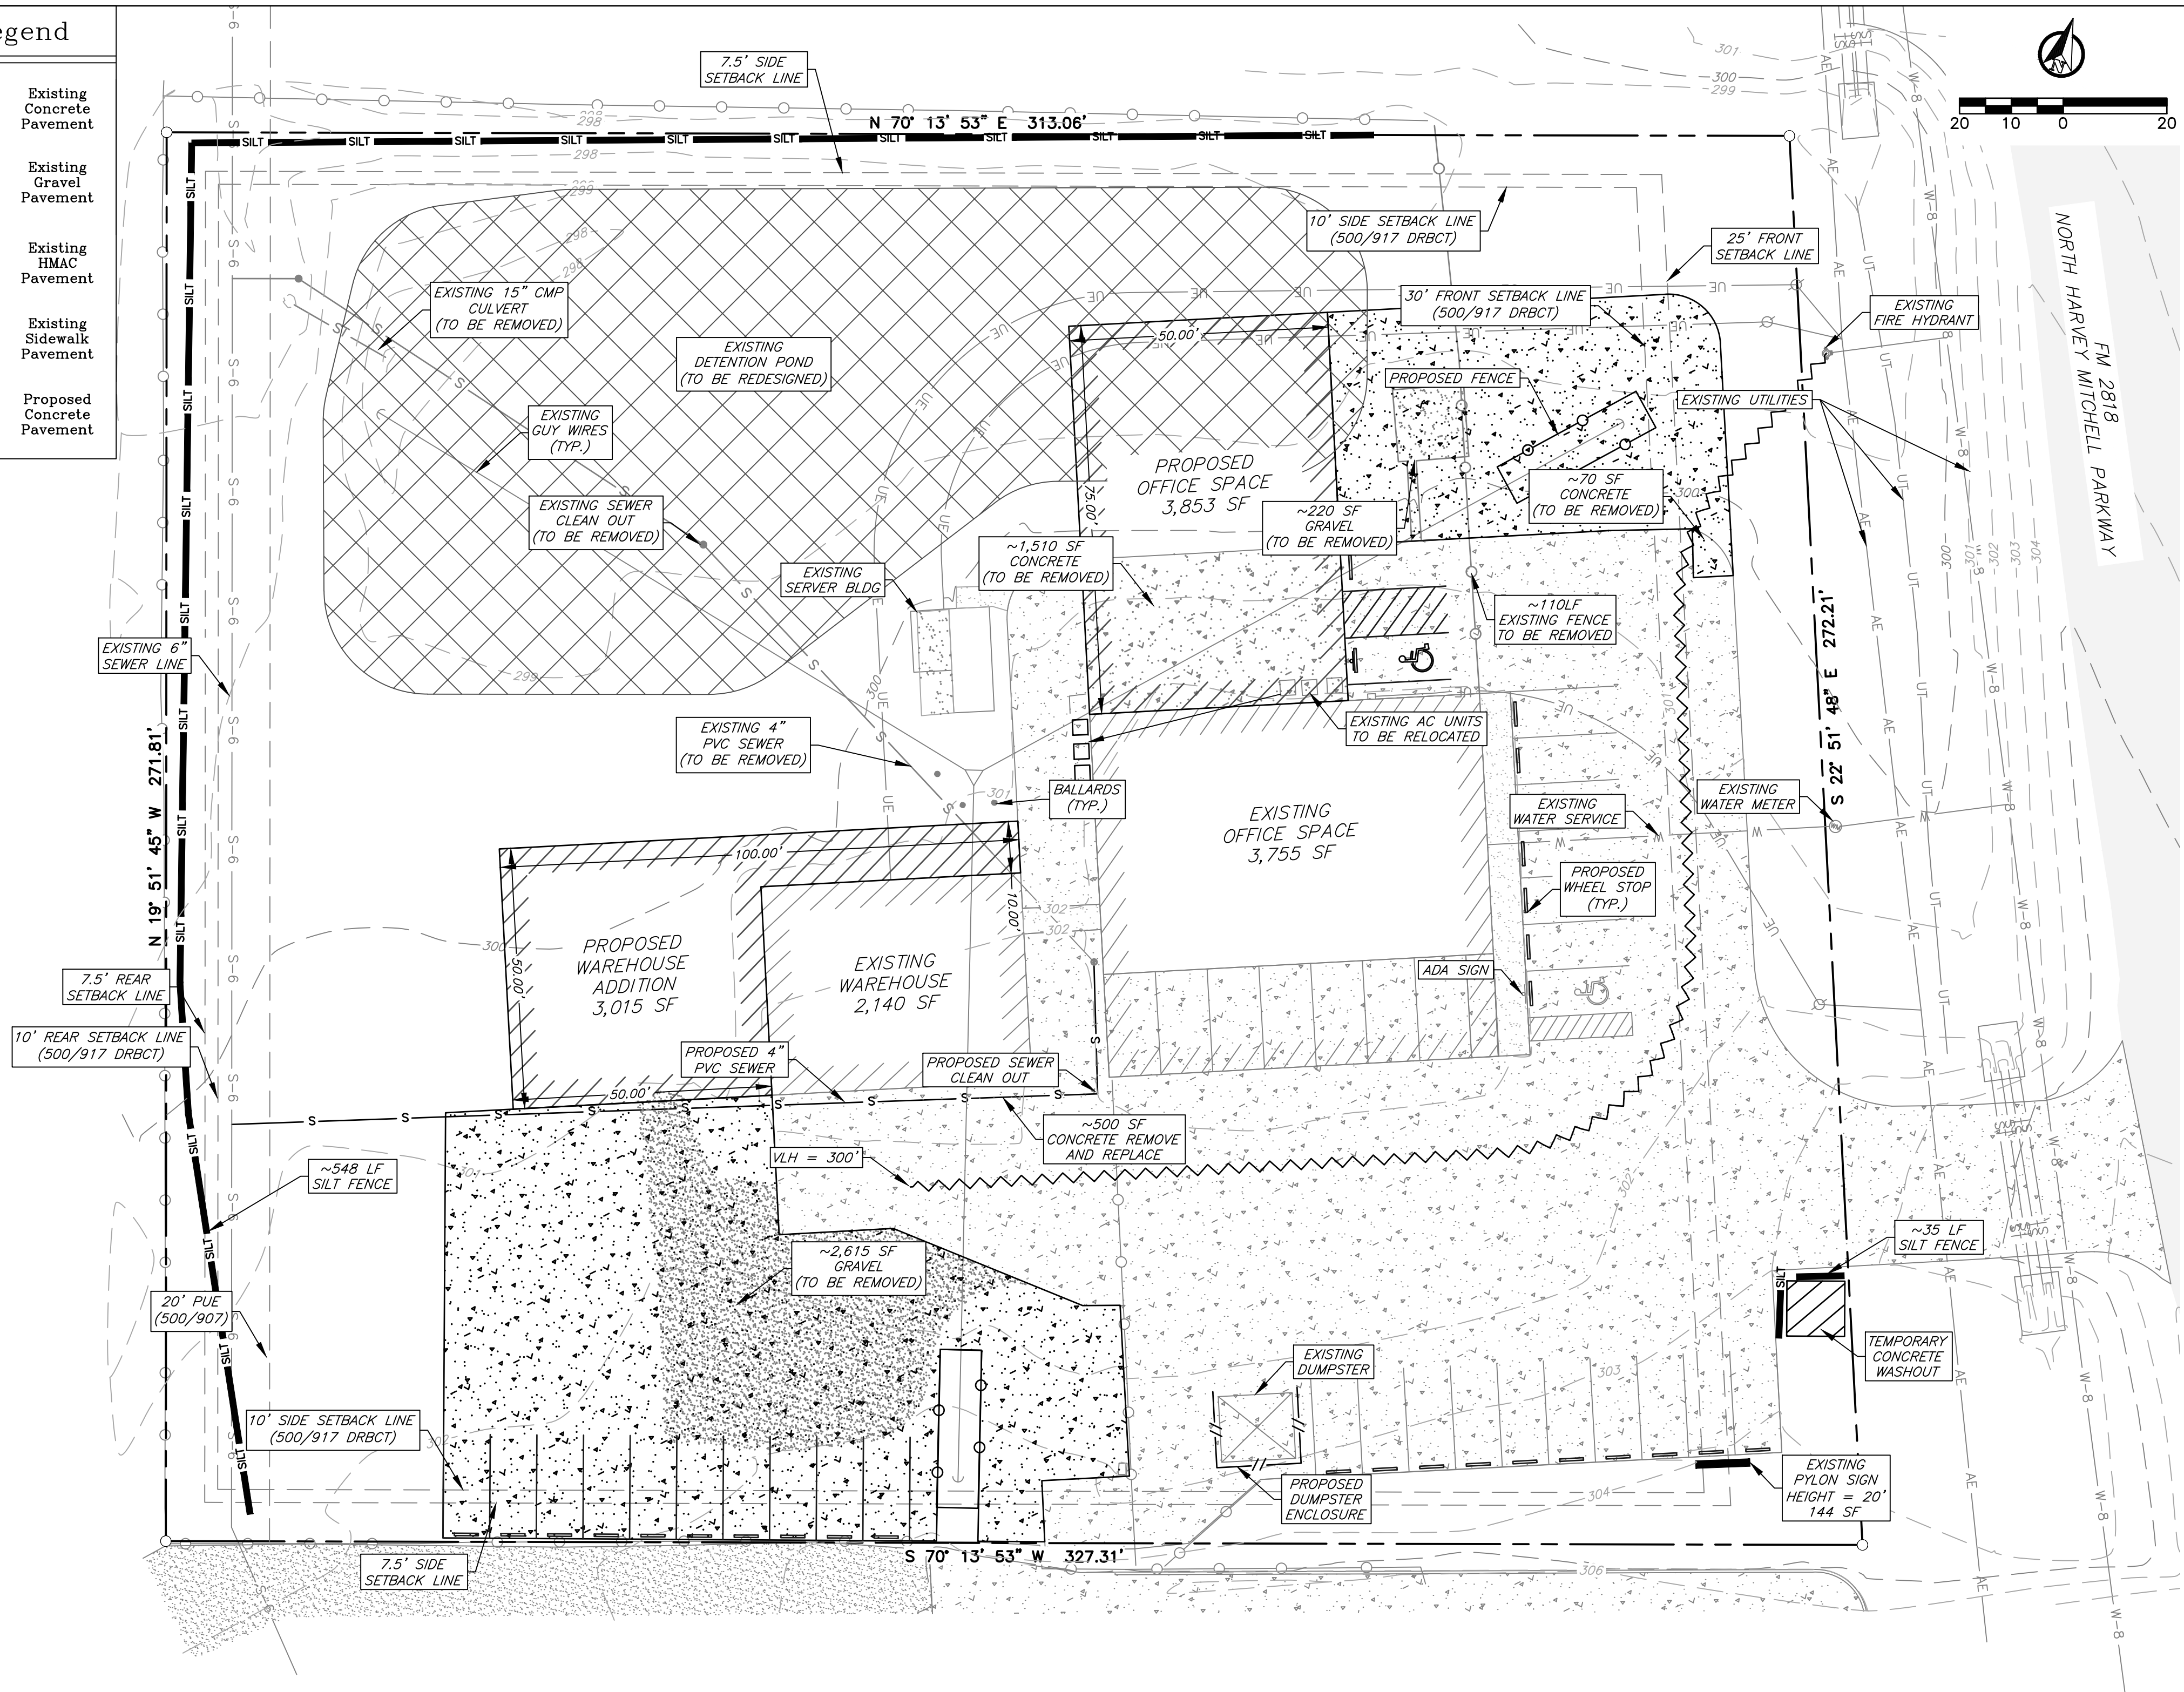 egend
Existing
Concrete
Pavement
Existing
Gravel
Pavement
Existing
HMAC
Pavement
Existing
Sidewalk
Pavement
Proposed
Concrete
Pavement
N
20 10 0 20
7.5' SIDE
SETBACK LINE
N 70° 13' 53" E 313.06'
10' SIDE SETBACK LINE
(500/917 DRBCT)
25' FRONT
SETBACK LINE
30' FRONT SETBACK LINE
(500/917 DRBCT)
EXISTING
FIRE HYDRANT
NORTH HARVEY MITCHELL PARKWAY
FM 2818
EXISTING 15" CMP
CULVERT
(TO BE REMOVED)
EXISTING
DETENTION POND
(TO BE REDESIGNED)
50.00'
PROPOSED FENCE
EXISTING UTILITIES
EXISTING
GUY WIRES
(TYP.)
PROPOSED
OFFICE SPACE
3,853 SF
75.00'
~70 SF
CONCRETE
(TO BE REMOVED)
EXISTING SEWER
CLEAN OUT
(TO BE REMOVED)
~220 SF
GRAVEL
(TO BE REMOVED)
~1,510 SF
CONCRETE
(TO BE REMOVED)
EXISTING
SERVER BLDG
~110LF
EXISTING FENCE
TO BE REMOVED
S 22° 51' 48" E 272.21'
EXISTING 6"
SEWER LINE
N 19° 51' 45" W 271.81'
EXISTING 4"
PVC SEWER
(TO BE REMOVED)
EXISTING AC UNITS
TO BE RELOCATED
BALLARDS
(TYP.)
EXISTING
OFFICE SPACE
3,755 SF
EXISTING
WATER SERVICE
EXISTING
WATER METER
100.00'
10.00'
PROPOSED
WHEEL STOP
(TYP.)
PROPOSED
WAREHOUSE
ADDITION
3,015 SF
50.00'
EXISTING
WAREHOUSE
2,140 SF
ADA SIGN
7.5' REAR
SETBACK LINE
10' REAR SETBACK LINE
(500/917 DRBCT)
PROPOSED 4"
PVC SEWER
PROPOSED SEWER
CLEAN OUT
50.00'
~500 SF
CONCRETE REMOVE
AND REPLACE
VLH = 300'
~548 LF
SILT FENCE
~35 LF
SILT FENCE
~2,615 SF
GRAVEL
(TO BE REMOVED)
20' PUE
(500/907)
TEMPORARY
CONCRETE
WASHOUT
EXISTING
DUMPSTER
10' SIDE SETBACK LINE
(500/917 DRBCT)
PROPOSED
DUMPSTER
ENCLOSURE
EXISTING
PYLON SIGN
HEIGHT = 20'
144 SF
S 70° 13' 53" W 327.31'
7.5' SIDE
SETBACK LINE